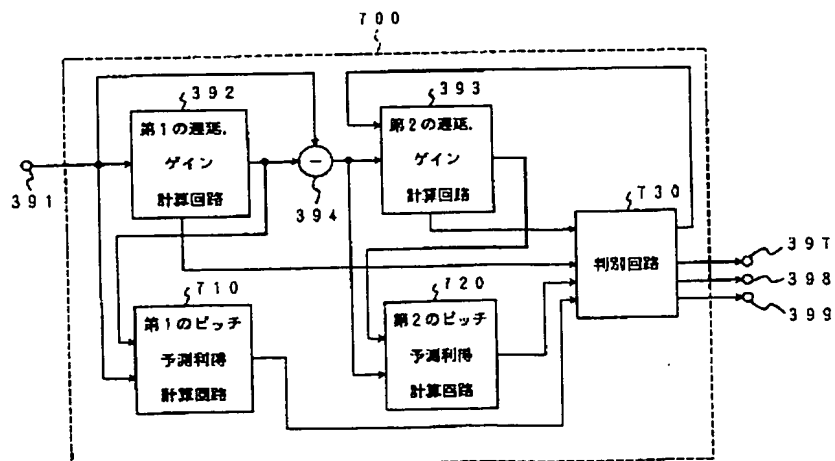 700
392
第1の遅延,
ゲイン
計算回路
391
394
393
第2の遅延,
ゲイン
計算回路
730
判別回路
397
398
399
710
第1のピッチ
予測利得
計算回路
720
第2のピッチ
予測利得
計算回路